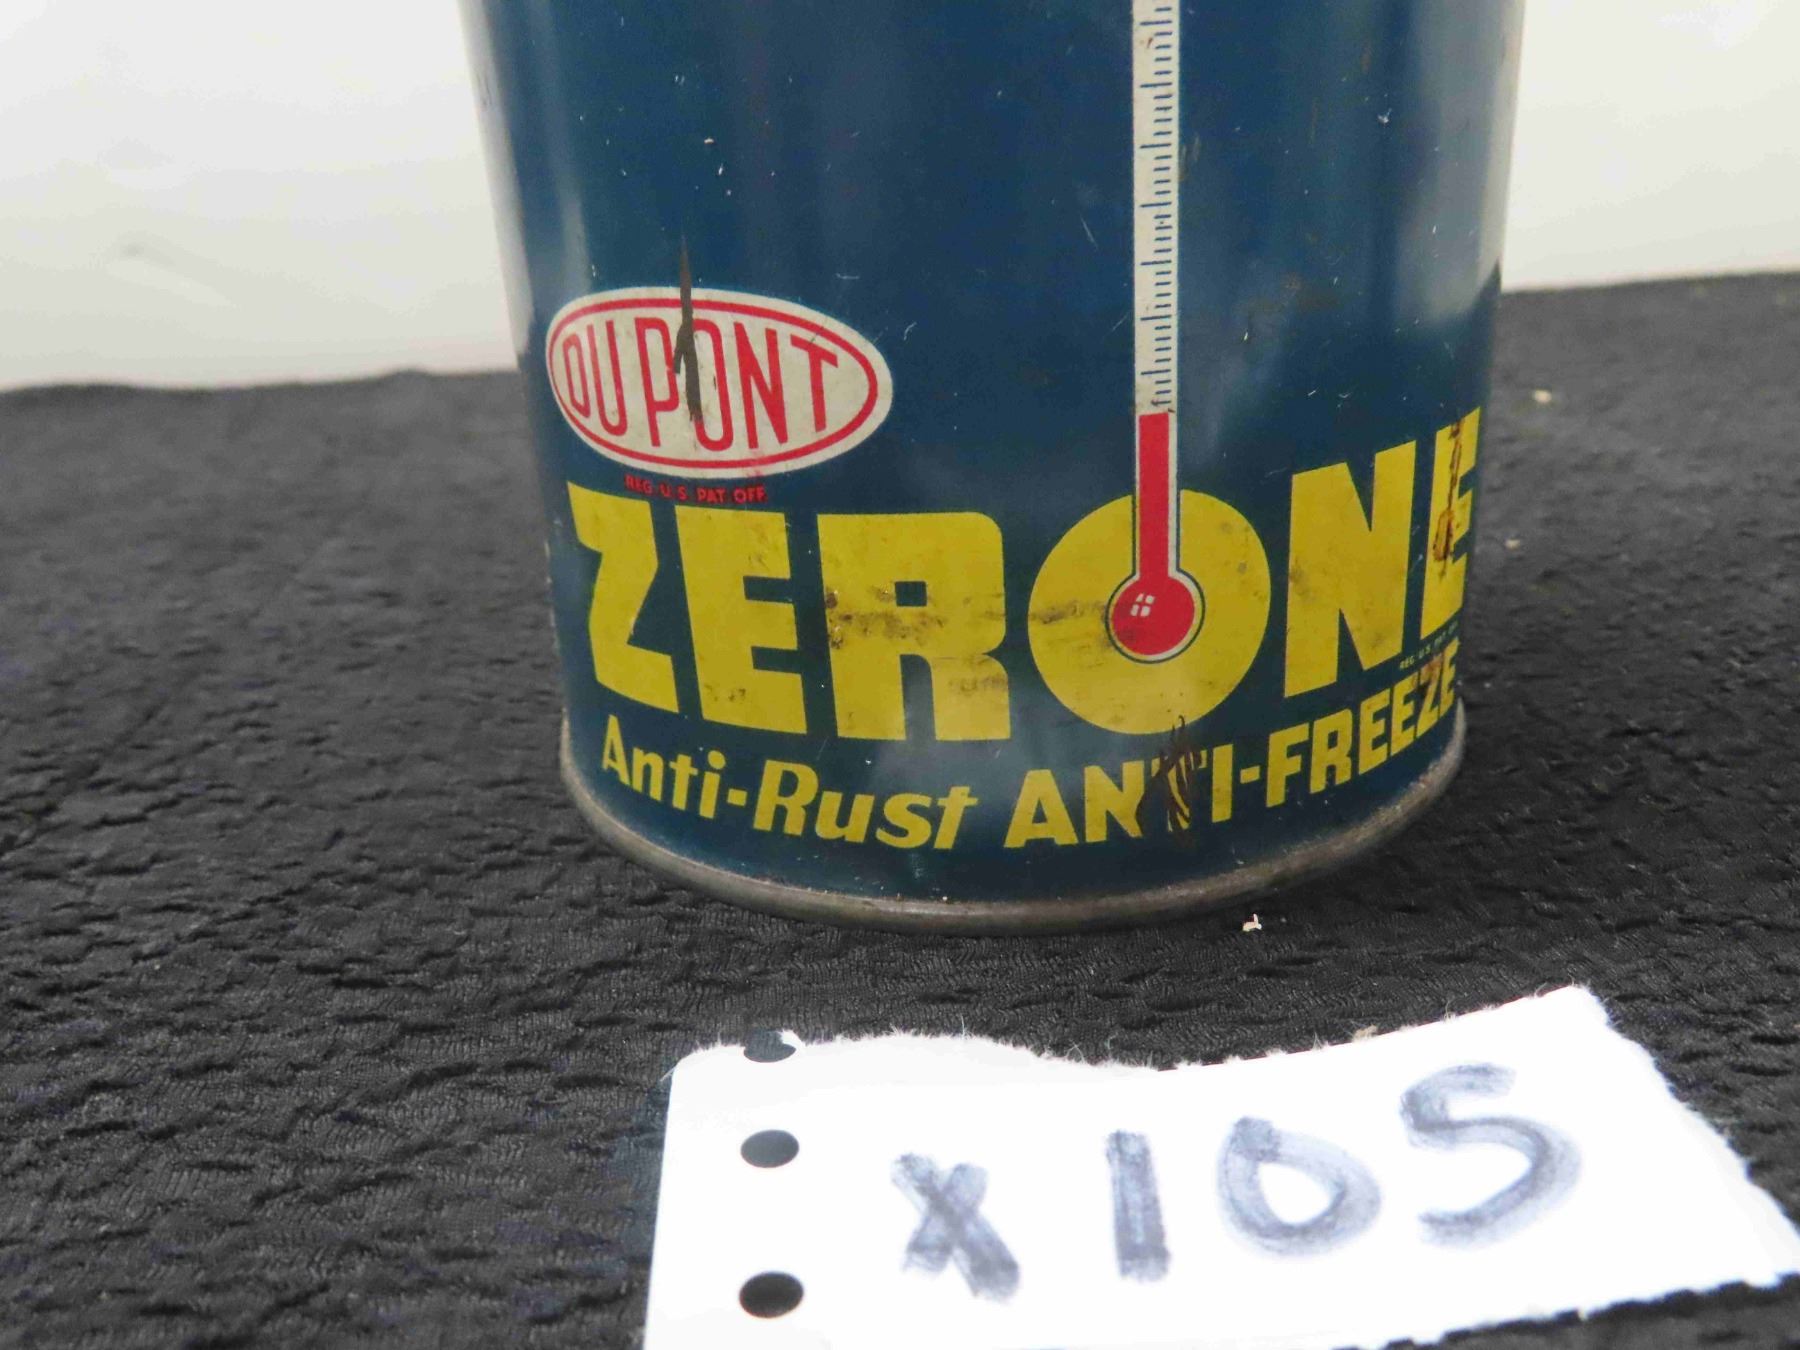 DU PONT
REG. U.S. PAT. OFF.
ZERONE
REG. U.S. PAT. OFF.
Anti-Rust ANTI-FREEZE
X105